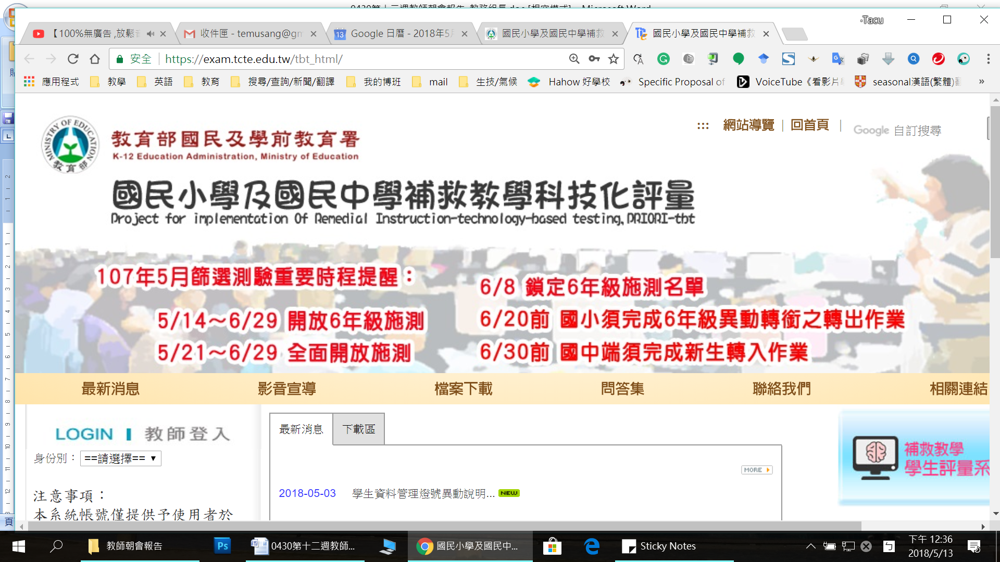 ·Tacu
【100%無廣告 ,放鬆
收件匣 - temusang@gm
Google 日曆 - 2018年5
國民小學及國民中學補救
國民小學及國民中學補救
安全
https://exam.tcte.edu.tw/tbt_html/
應用程式
教學
英語
教育
搜尋/查詢/新聞/翻譯
我的博班
mail
生技/氣候
Hahow 好學校
Specific Proposal of
VoiceTube《看影片
seasonal漢語(繁體)
»
MINISTRY OF EDUCATION
教育部
教育部國民及學前教育署
K-12 Education Administration, Ministry of Education
::: 網站導覽 | 回首頁 |
Google 自訂搜尋
國民小學及國民中學補救教學科技化評量
Project for implementation Of Remedial Instruction-technology-based testing, PRIORI-tbt
107年5月篩選測驗重要時程提醒：
5/14～6/29 開放6年級施測
5/21～6/29 全面開放施測
6/8 鎖定6年級施測名單
6/20前 國小須完成6年級異動轉銜之轉出作業
6/30前 國中端須完成新生轉入作業
最新消息
影音宣導
檔案下載
問答集
聯絡我們
相關連結
LOGIN | 教師登入
身份別：
==請選擇==
注意事項：
本系統帳號僅提供予使用者於
最新消息
下載區
MORE
2018-05-03 學生資料管理燈號異動說明... NEW
補救教學
學生評量系
教師朝會報告
Ps
0430第十二週教師...
國民小學及國民中...
Sticky Notes
ㄅ
下午 12:36
2018/5/13